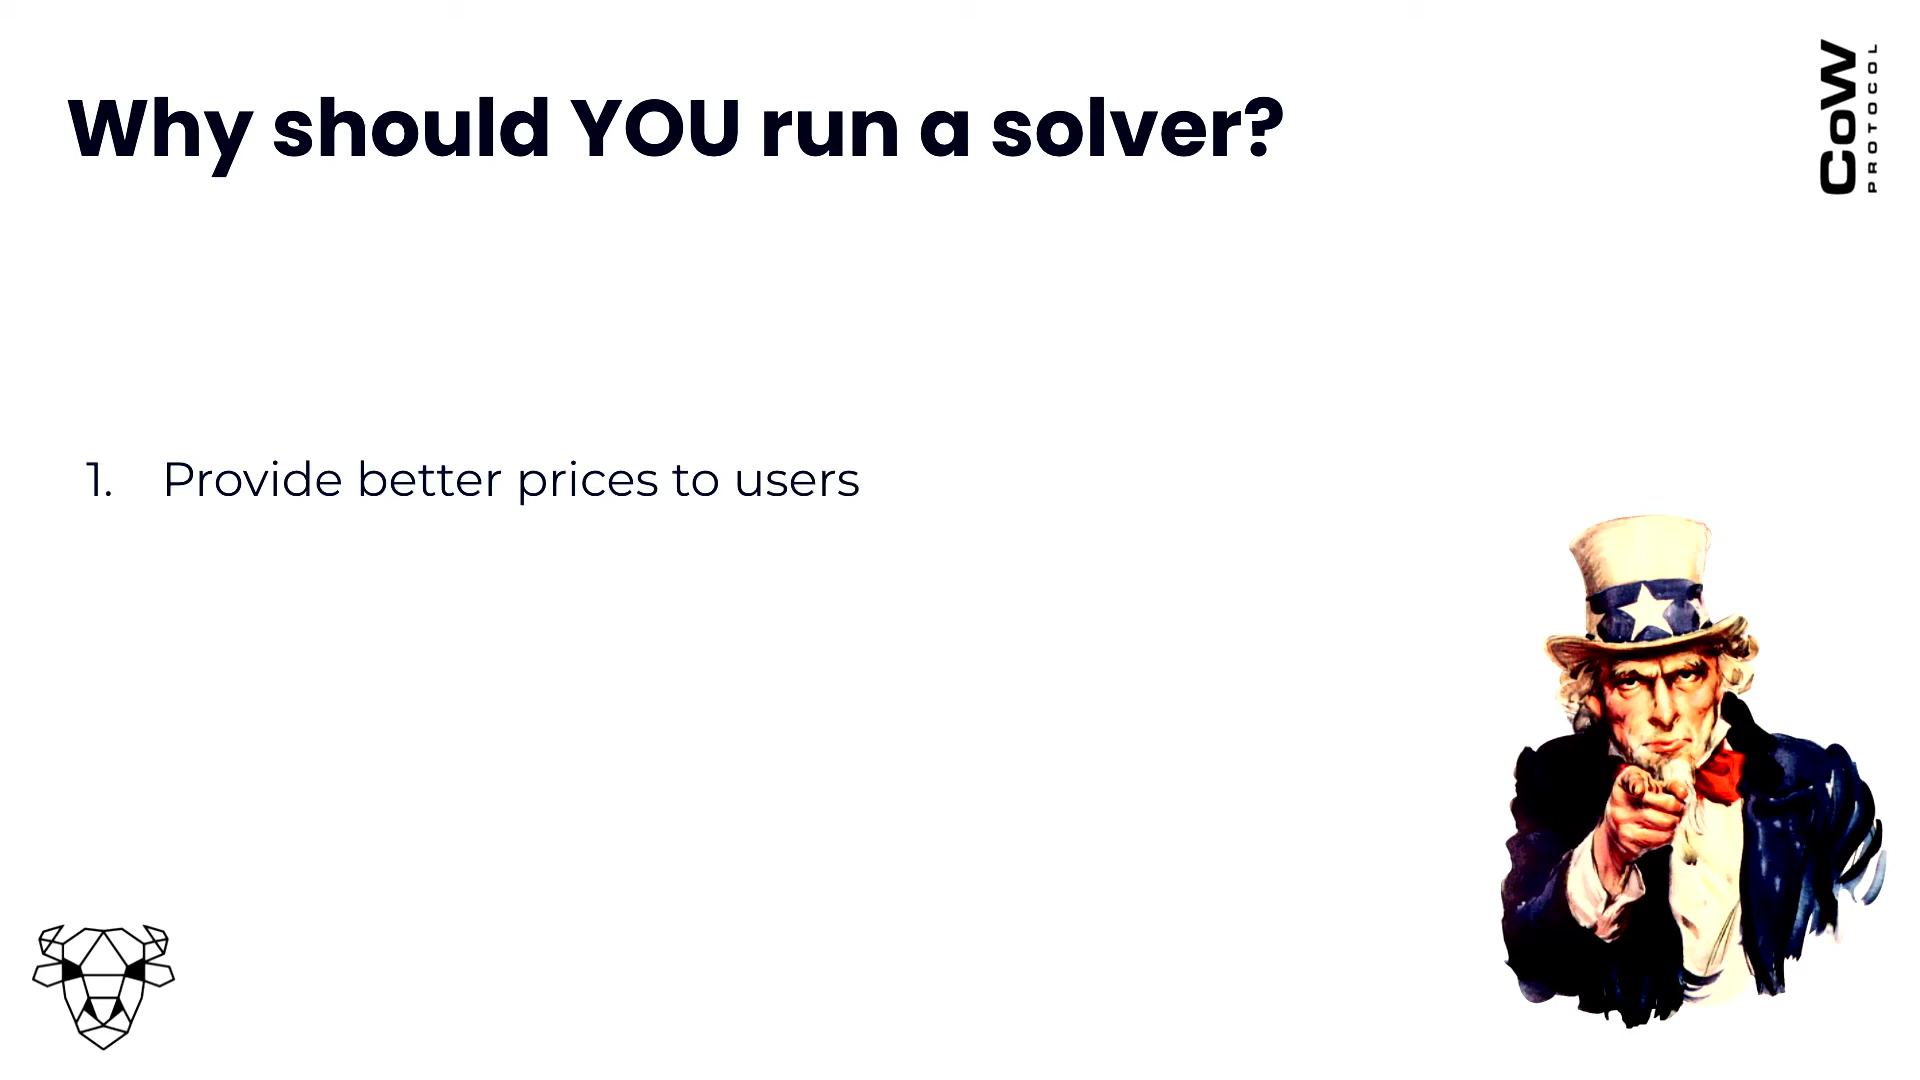 Why should YOU run a solver?
CoW
PROTOCOL
1. Provide better prices to users